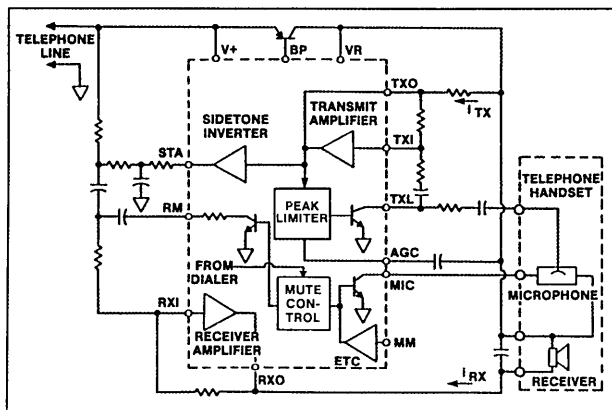 TELEPHONE
LINE
V+
BP
VR
TXO
iTX
SIDETONE
INVERTER
TRANSMIT
AMPLIFIER
TXI
STA
TELEPHONE
HANDSET
PEAK
LIMITER
TXL
RM
AGC
FROM
DIALER
MIC
MICROPHONE
MUTE
CON-
TROL
RXI
RECEIVER
AMPLIFIER
MM
ETC
iRX
RECEIVER
RXO